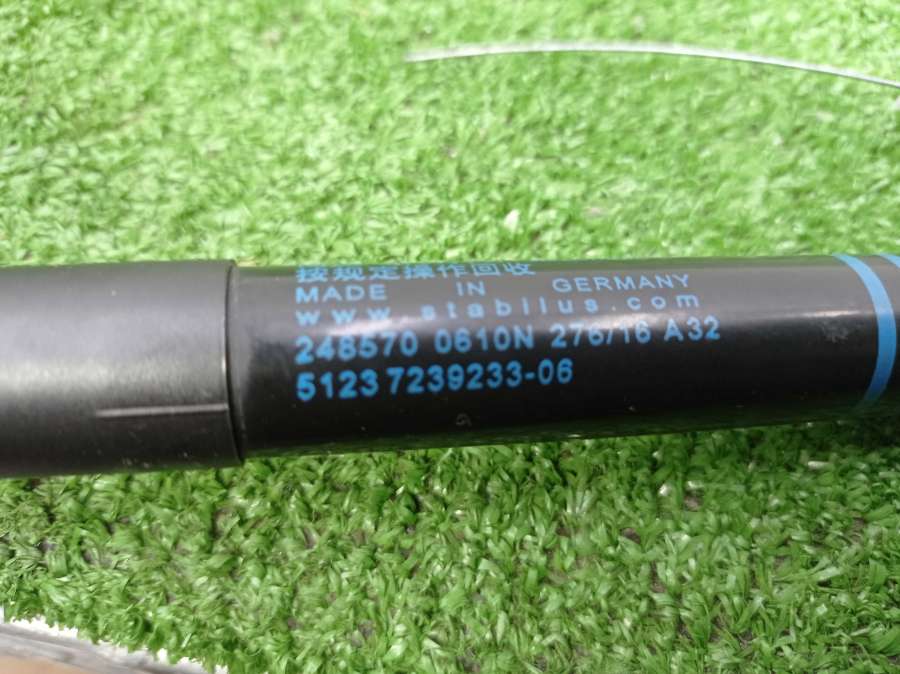 按规定操作回收
MADE IN GERMANY
www.stabilus.com
248570 0610N 276/16 A32
5123 7239233-06